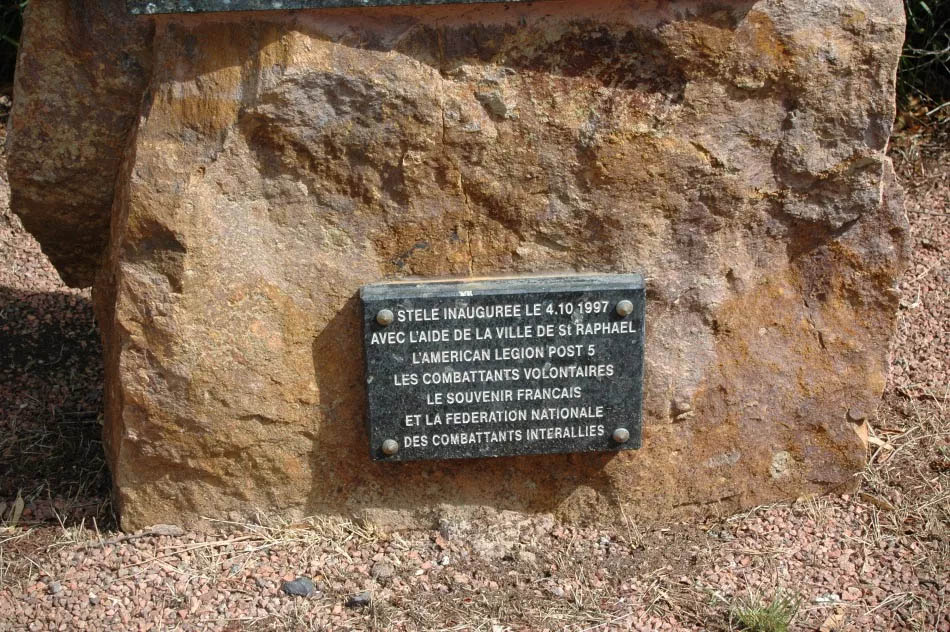 STELE INAUGUREE LE 4.10 1997
AVEC L'AIDE DE LA VILLE DE St RAPHAEL
L'AMERICAN LEGION POST 5
LES COMBATTANTS VOLONTAIRES
LE SOUVENIR FRANCAIS
ET LA FEDERATION NATIONALE
DES COMBATTANTS INTERALLIES